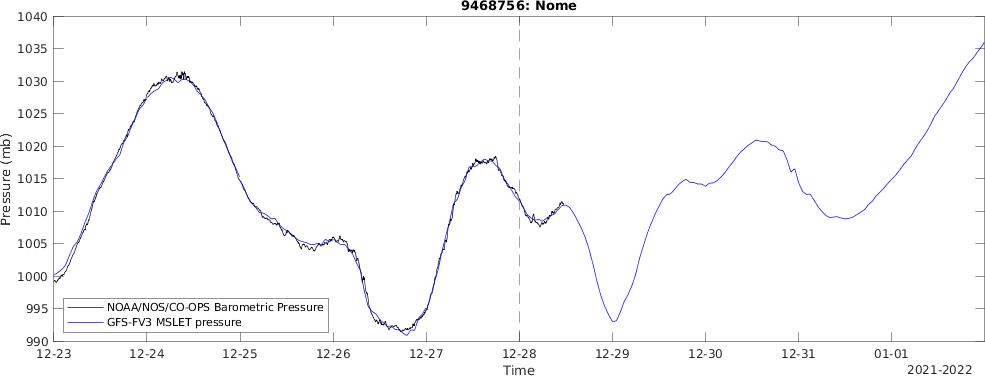 9468756: Nome
1040
1035
1030
1025
1020
1015
1010
1005
1000
995
990
Pressure (mb)
NOAA/NOS/CO-OPS Barometric Pressure
GFS-FV3 MSLET pressure
12-23 12-24 12-25 12-26 12-27 12-28 12-29 12-30 12-31 01-01
Time
2021-2022